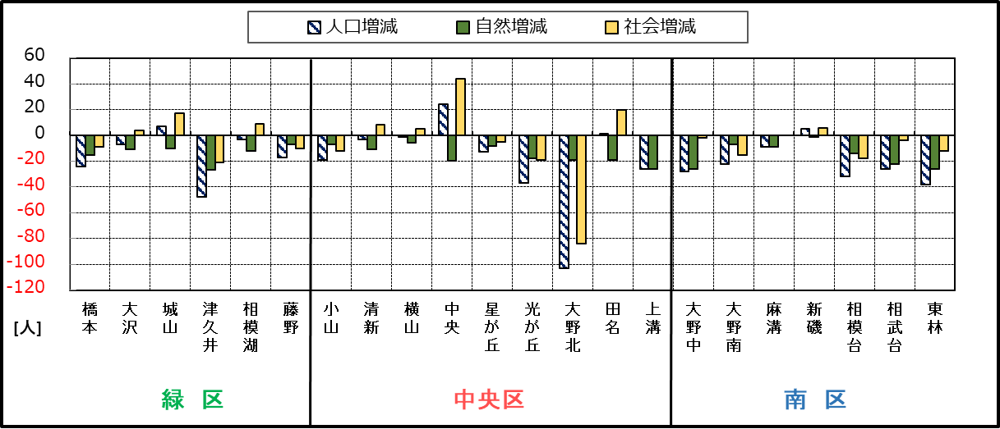 人口増減 自然増減 社会増減
60
40
20
0
-20
-40
-60
-80
-100
-120
[人]
橋本 大沢 城山 津久井 相模湖 藤野 小山 清新 横山 中央 星が丘 光が丘 大野北 田名 上溝 大野中 大野南 麻溝 新磯 相模台 相武台 東林
緑 区 中央区 南 区